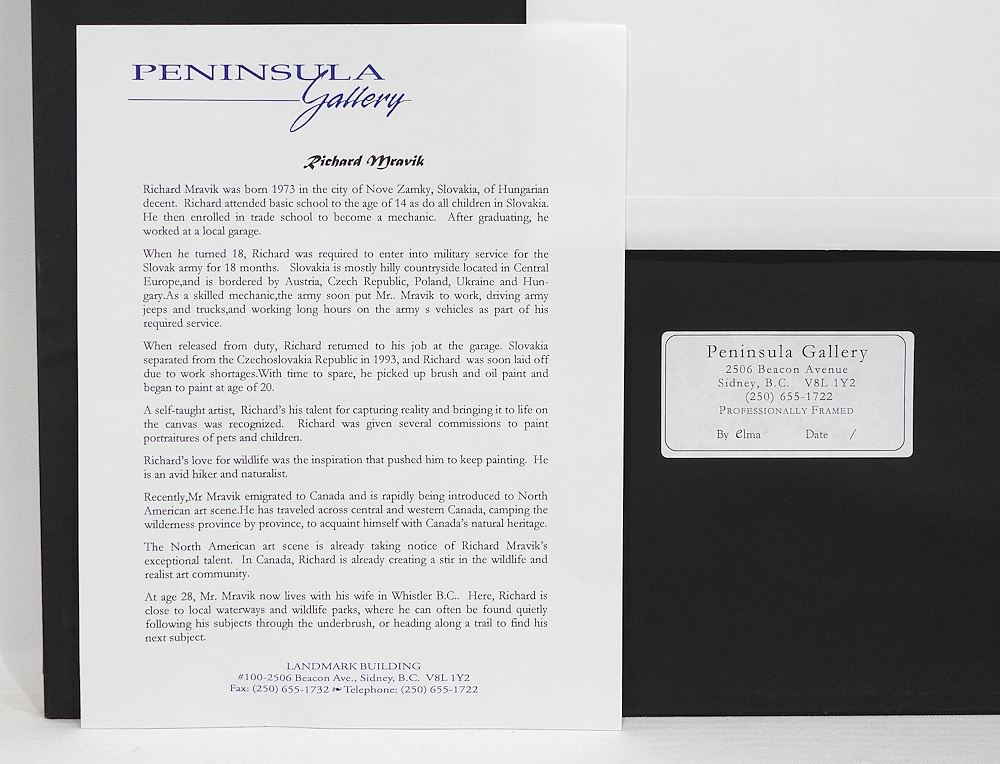 PENINSULA
Gallery
Richard Mravik
Richard Mravik was born 1973 in the city of Nove Zamky, Slovakia, of Hungarian
decent. Richard attended basic school to the age of 14 as do all children in Slovakia.
He then enrolled in trade school to become a mechanic. After graduating, he
worked at a local garage.
When he turned 18, Richard was required to enter into military service for the
Slovak army for 18 months. Slovakia is mostly hilly countryside located in Central
Europe,and is bordered by Austria, Czech Republic, Poland, Ukraine and Hun-
gary.As a skilled mechanic,the army soon put Mr.. Mravik to work, driving army
jeeps and trucks,and working long hours on the army s vehicles as part of his
required service.
When released from duty, Richard returned to his job at the garage. Slovakia
separated from the Czechoslovakia Republic in 1993, and Richard was soon laid off
due to work shortages.With time to spare, he picked up brush and oil paint and
began to paint at age of 20.
A self-taught artist, Richard's his talent for capturing reality and bringing it to life on
the canvas was recognized. Richard was given several commissions to paint
portraitures of pets and children.
Richard's love for wildlife was the inspiration that pushed him to keep painting. He
is an avid hiker and naturalist.
Recently,Mr Mravik emigrated to Canada and is rapidly being introduced to North
American art scene.He has traveled across central and western Canada, camping the
wilderness province by province, to acquaint himself with Canada's natural heritage.
The North American art scene is already taking notice of Richard Mravik's
exceptional talent. In Canada, Richard is already creating a stir in the wildlife and
realist art community.
At age 28, Mr. Mravik now lives with his wife in Whistler B.C.. Here, Richard is
close to local waterways and wildlife parks, where he can often be found quietly
following his subjects through the underbrush, or heading along a trail to find his
next subject.
LANDMARK BUILDING
#100-2506 Beacon Ave., Sidney, B.C. V8L 1Y2
Fax: (250) 655-1732 ❧ Telephone: (250) 655-1722
Peninsula Gallery
2506 Beacon Avenue
Sidney, B.C. V8L 1Y2
(250) 655-1722
PROFESSIONALLY FRAMED
By Elma Date /